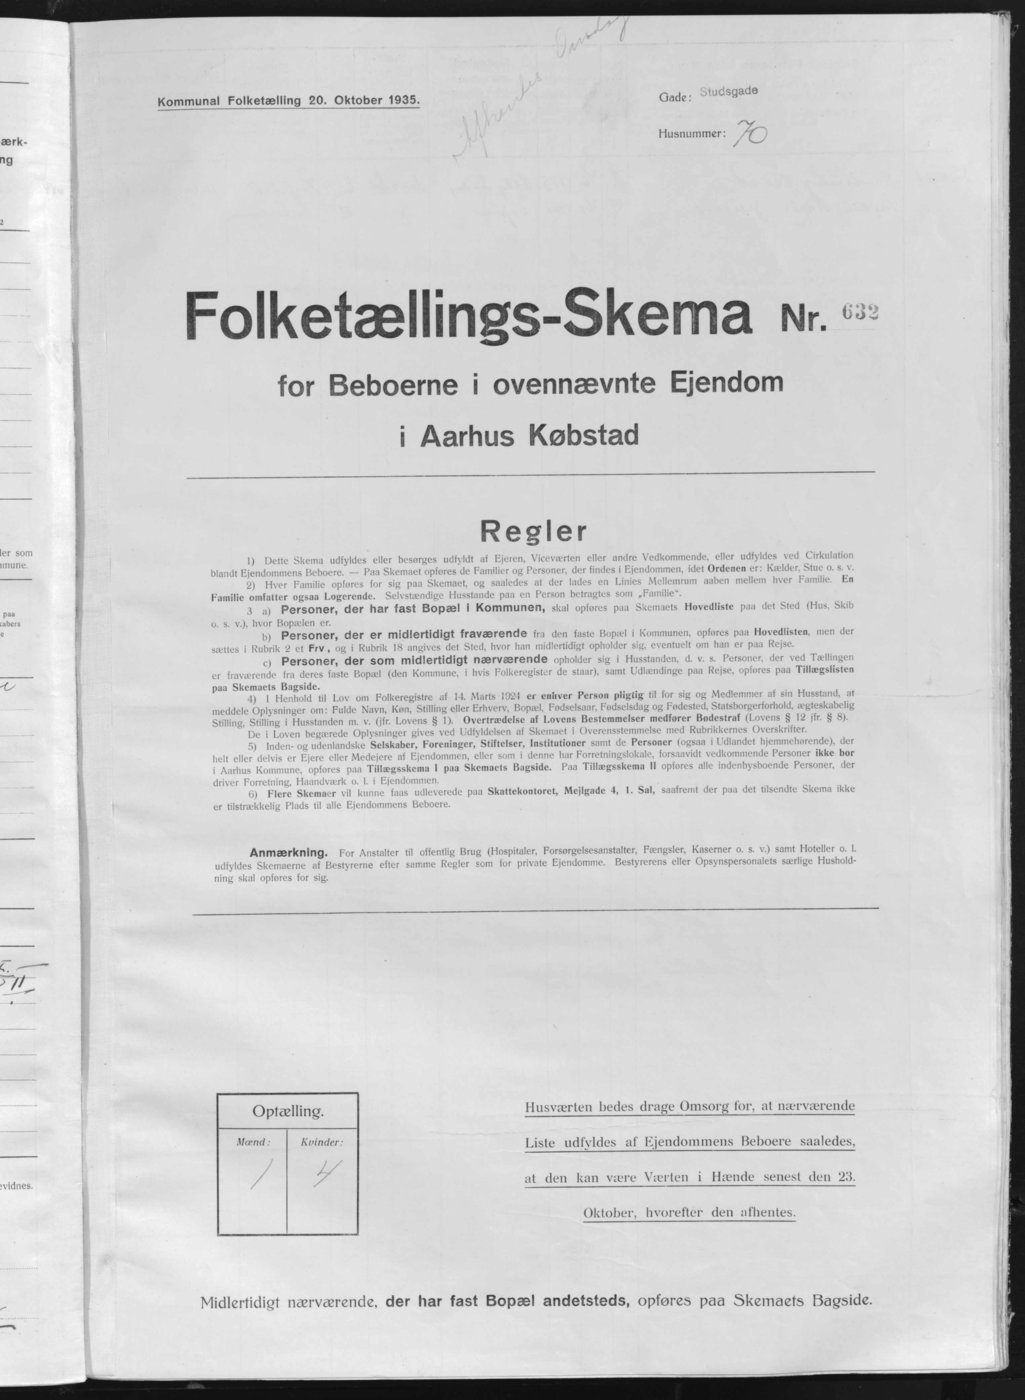 Afhentes Onsdag
Kommunal Folketælling 20. Oktober 1935.
Gade: Studsgade
Husnummer: 70
Folketællings-Skema Nr. 632
for Beboerne i ovennævnte Ejendom
i Aarhus Købstad
Regler
1) Dette Skema udfyldes eller besørges udfyldt af Ejeren, Viceværten eller andre Vedkommende, eller udfyldes ved Cirkulation
blandt Ejendommens Beboere. — Paa Skemaet opføres de Familier og Personer, der findes i Ejendommen, idet Ordenen er: Kælder, Stue o. s. v.
2) Hver Familie opføres for sig paa Skemaet, og saaledes at der lades en Linies Mellemrum aaben mellem hver Familie. En
Familie omfatter ogsaa Logerende. Selvstændige Husstande paa en Person betragtes som „Familie“.
3 a) Personer, der har fast Bopæl i Kommunen, skal opføres paa Skemaets Hovedliste paa det Sted (Hus, Skib
o. s. v.), hvor Bopælen er.
b) Personer, der er midlertidigt fraværende fra den faste Bopæl i Kommunen, opføres paa Hovedlisten, men der
sættes i Rubrik 2 et Frv., og i Rubrik 18 angives det Sted, hvor han midlertidigt opholder sig, eventuelt om han er paa Rejse.
c) Personer, der som midlertidigt nærværende opholder sig i Husstanden, d. v. s. Personer, der ved Tællingen
er fraværende fra deres faste Bopæl (den Kommune, i hvis Folkeregister de staar), samt Udlændinge paa Rejse, opføres paa Tillægslisten
paa Skemaets Bagside.
4) I Henhold til Lov om Folkeregistre af 14. Marts 1924 er enhver Person pligtig til for sig og Medlemmer af sin Husstand, at
meddele Oplysninger om: Fulde Navn, Køn, Stilling eller Erhverv, Bopæl, Fødselsaar, Fødselsdag og Fødested, Statsborgerforhold, ægteskabelig
Stilling, Stilling i Husstanden m. v. (jfr. Lovens § 1). Overtrædelse af Lovens Bestemmelser medfører Bødestraf (Lovens § 12 jfr. § 8).
De i Loven begærede Oplysninger gives ved Udfyldelsen af Skemaet i Overensstemmelse med Rubrikkernes Overskrifter.
5) Inden- og udenlandske Selskaber, Foreninger, Stiftelser, Institutioner samt de Personer (ogsaa i Udlandet hjemmehørende), der
helt eller delvis er Ejere eller Medejere af Ejendommen, eller som i denne har Forretningslokale, forsaavidt vedkommende Personer ikke bor
i Aarhus Kommune, opføres paa Tillægsskema I paa Skemaets Bagside. Paa Tillægsskema II opføres alle indenbysboende Personer, der
driver Forretning, Haandværk o. l. i Ejendommen.
6) Flere Skemaer vil kunne faas udleverede paa Skattekontoret, Mejlgade 4, 1. Sal, saafremt der paa det tilsendte Skema ikke
er tilstrækkelig Plads til alle Ejendommens Beboere.
Anmærkning. For Anstalter til offentlig Brug (Hospitaler, Forsørgelsesanstalter, Fængsler, Kaserner o. s. v.) samt Hoteller o. l.
udfyldes Skemaerne af Bestyrerne efter samme Regler som for private Ejendomme. Bestyrerens eller Opsynspersonalets særlige Hushold-
ning skal opføres for sig.
Optælling.
Mænd: Kvinder:
1 4
Husværten bedes drage Omsorg for, at nærværende
Liste udfyldes af Ejendommens Beboere saaledes,
at den kan være Værten i Hænde senest den 23.
Oktober, hvorefter den afhentes.
Midlertidigt nærværende, der har fast Bopæl andetsteds, opføres paa Skemaets Bagside.